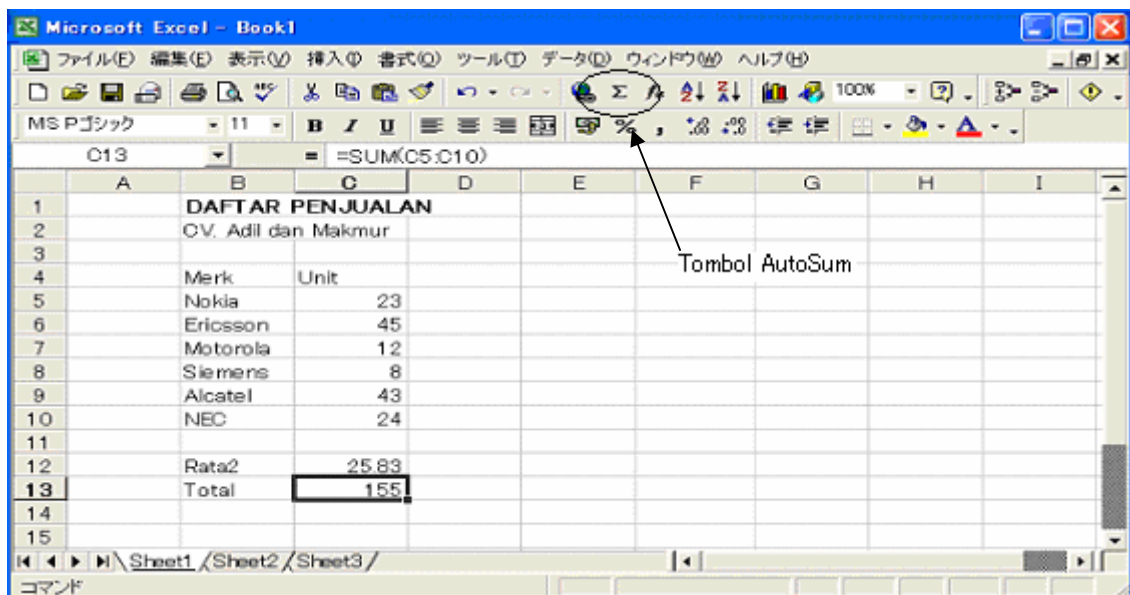 Microsoft Excel - Book1
ファイル(F) 編集(E) 表示(V) 挿入(I) 書式(O) ツール(T) データ(D) ウィンドウ(W) ヘルプ(H)
100%
MS Pゴシック 11 B I U % ,
C13 = =SUM(C5:C10)
A B C D E F G H I
1 DAFTAR PENJUALAN
2 CV. Adil dan Makmur
3
Tombol AutoSum
4 Merk Unit
5 Nokia 23
6 Ericsson 45
7 Motorola 12
8 Siemens 8
9 Alcatel 43
10 NEC 24
11
12 Rata2 25.83
13 Total 155
14
15
Sheet1 Sheet2 Sheet3
コマンド